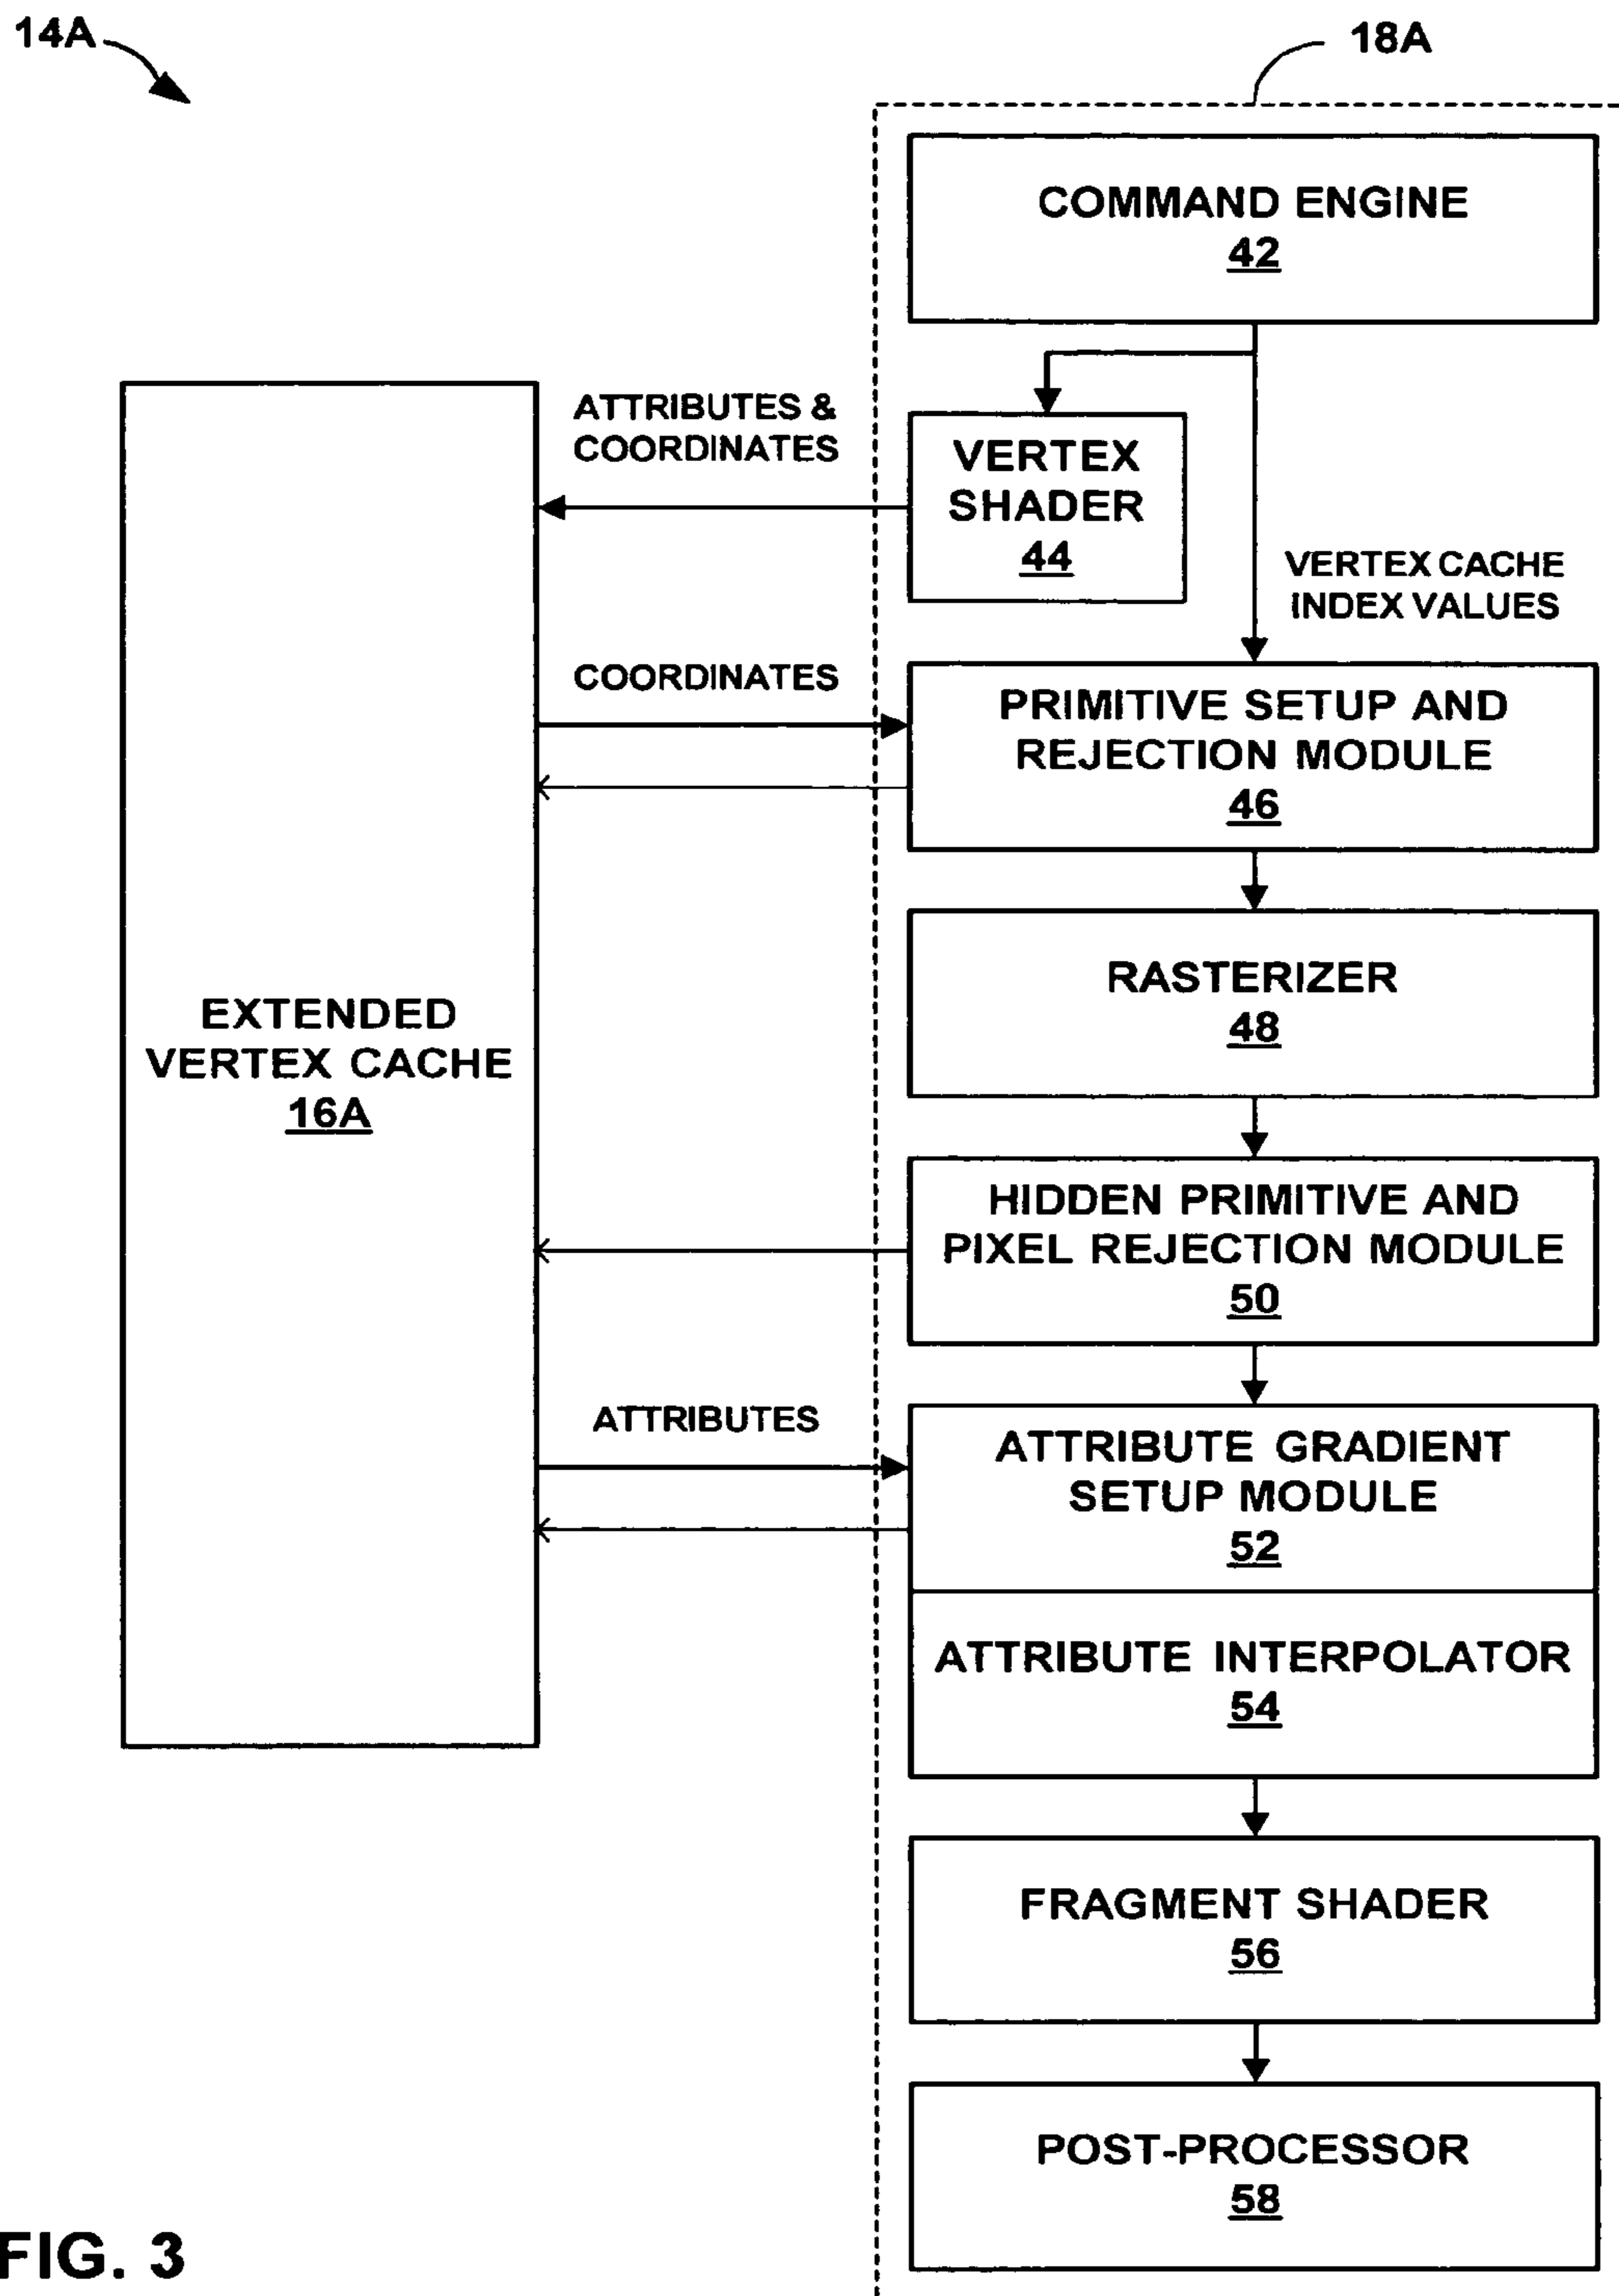 14A
18A
COMMAND ENGINE
42
ATTRIBUTES &
COORDINATES
VERTEX
SHADER
44
VERTEX CACHE
INDEX VALUES
COORDINATES
PRIMITIVE SETUP AND
REJECTION MODULE
46
RASTERIZER
48
EXTENDED
VERTEX CACHE
16A
HIDDEN PRIMITIVE AND
PIXEL REJECTION MODULE
50
ATTRIBUTES
ATTRIBUTE GRADIENT
SETUP MODULE
52
ATTRIBUTE INTERPOLATOR
54
FRAGMENT SHADER
56
POST-PROCESSOR
58
FIG. 3